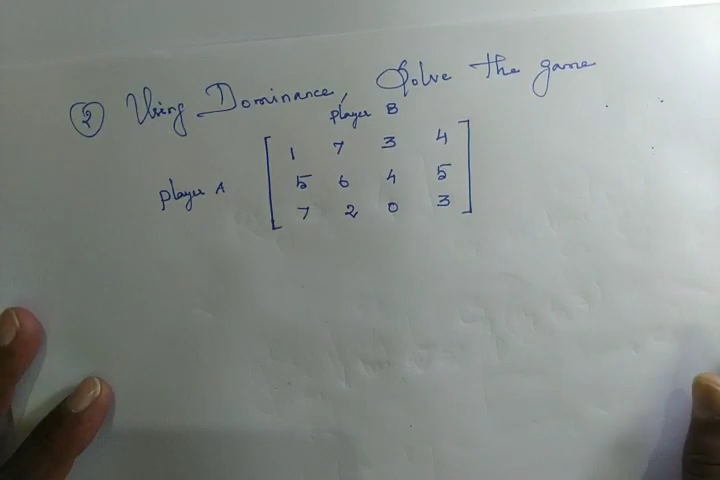 ② Using Dominance, Solve the game
player B
1 7 3 4
player A 5 6 4 5
7 2 0 3